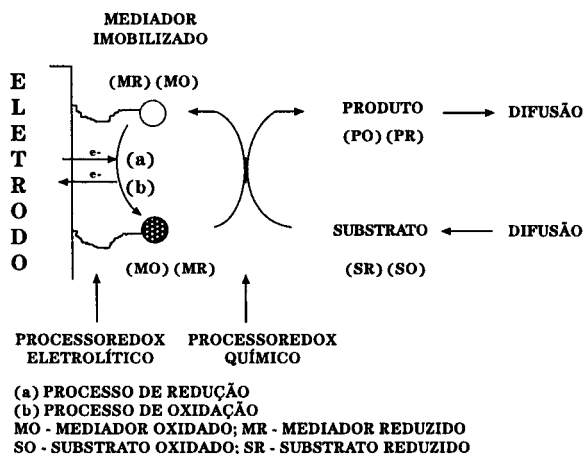 MEDIADOR
IMOBILIZADO
ELETRODO
(MR) (MO)
PRODUTO
DIFUSÃO
(PO) (PR)
e-
(a)
e-
(b)
SUBSTRATO
DIFUSÃO
(MO) (MR)
(SR) (SO)
PROCESSOREDOX
ELETROLÍTICO
PROCESSOREDOX
QUÍMICO
(a) PROCESSO DE REDUÇÃO
(b) PROCESSO DE OXIDAÇÃO
MO - MEDIADOR OXIDADO; MR - MEDIADOR REDUZIDO
SO - SUBSTRATO OXIDADO; SR - SUBSTRATO REDUZIDO